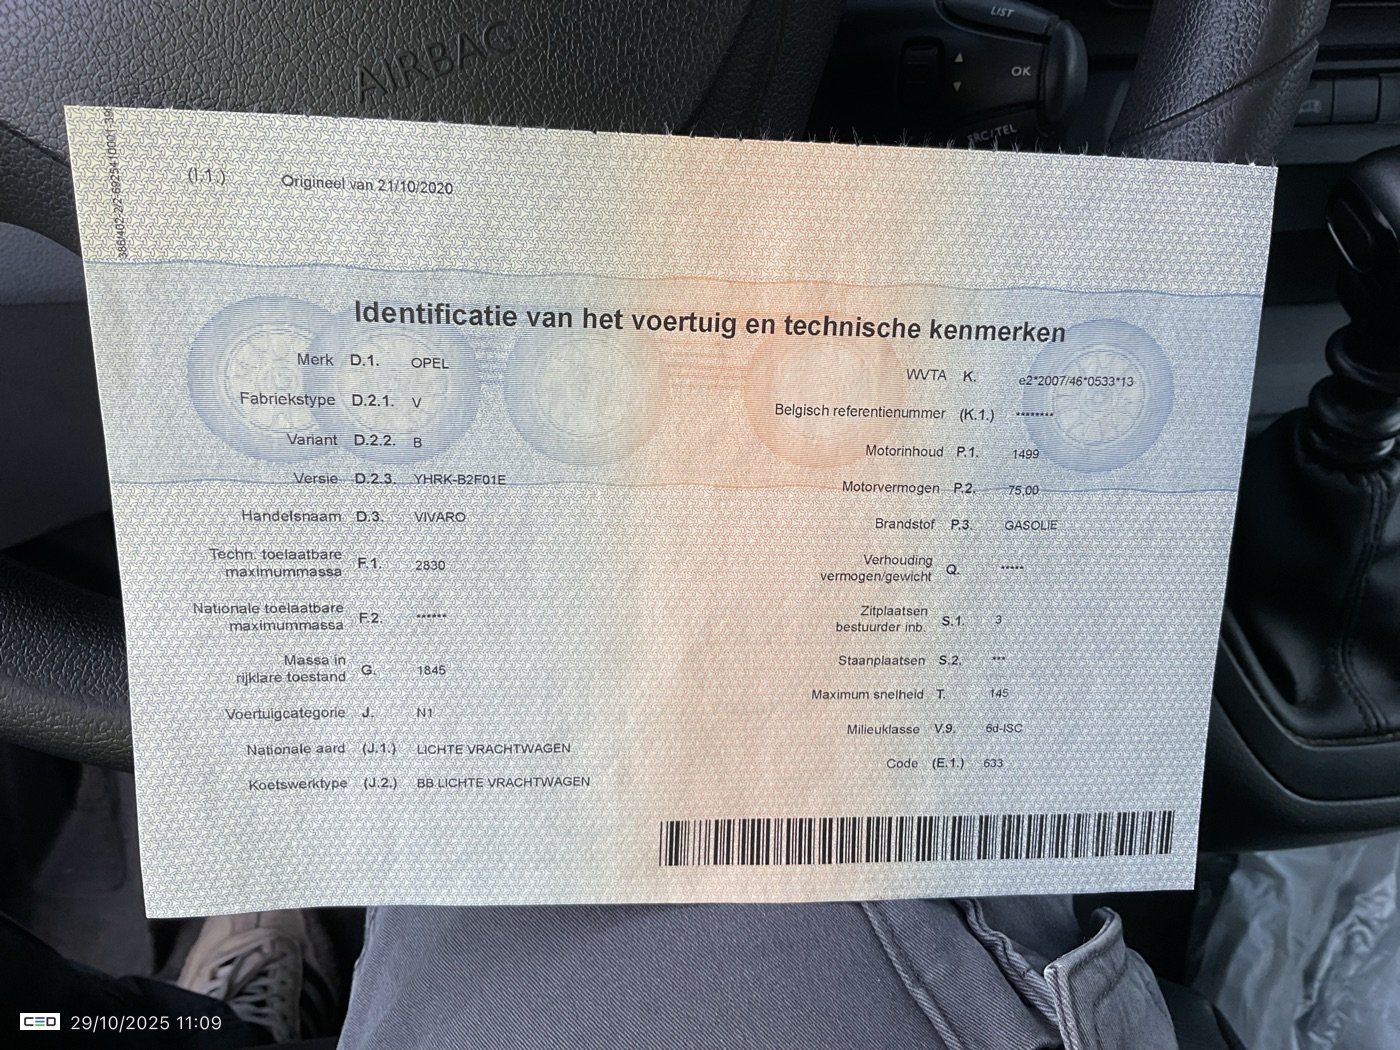 LIST
OK
SRC/TEL
AIRBAG
(I.1.) Origineel van 21/10/2020
Identificatie van het voertuig en technische kenmerken
Merk D.1. OPEL
Fabriekstype D.2.1. V
Variant D.2.2. B
Versie D.2.3. YHRK-B2F01E
Handelsnaam D.3. VIVARO
Techn. toelaatbare
maximummassa F.1. 2830
Nationale toelaatbare
maximummassa F.2. ******
Massa in
rijklare toestand G. 1845
Voertuigcategorie J. N1
Nationale aard (J.1.) LICHTE VRACHTWAGEN
Koetswerktype (J.2.) BB LICHTE VRACHTWAGEN
WVTA K. e2*2007/46*0533*13
Belgisch referentienummer (K.1.) ********
Motorinhoud P.1. 1499
Motorvermogen P.2. 75,00
Brandstof P.3. GASOLIE
Verhouding
vermogen/gewicht Q. *****
Zitplaatsen
bestuurder inb. S.1. 3
Staanplaatsen S.2. ***
Maximum snelheid T. 145
Milieuklasse V.9. 6d-ISC
Code (E.1.) 633
CED 29/10/2025 11:09